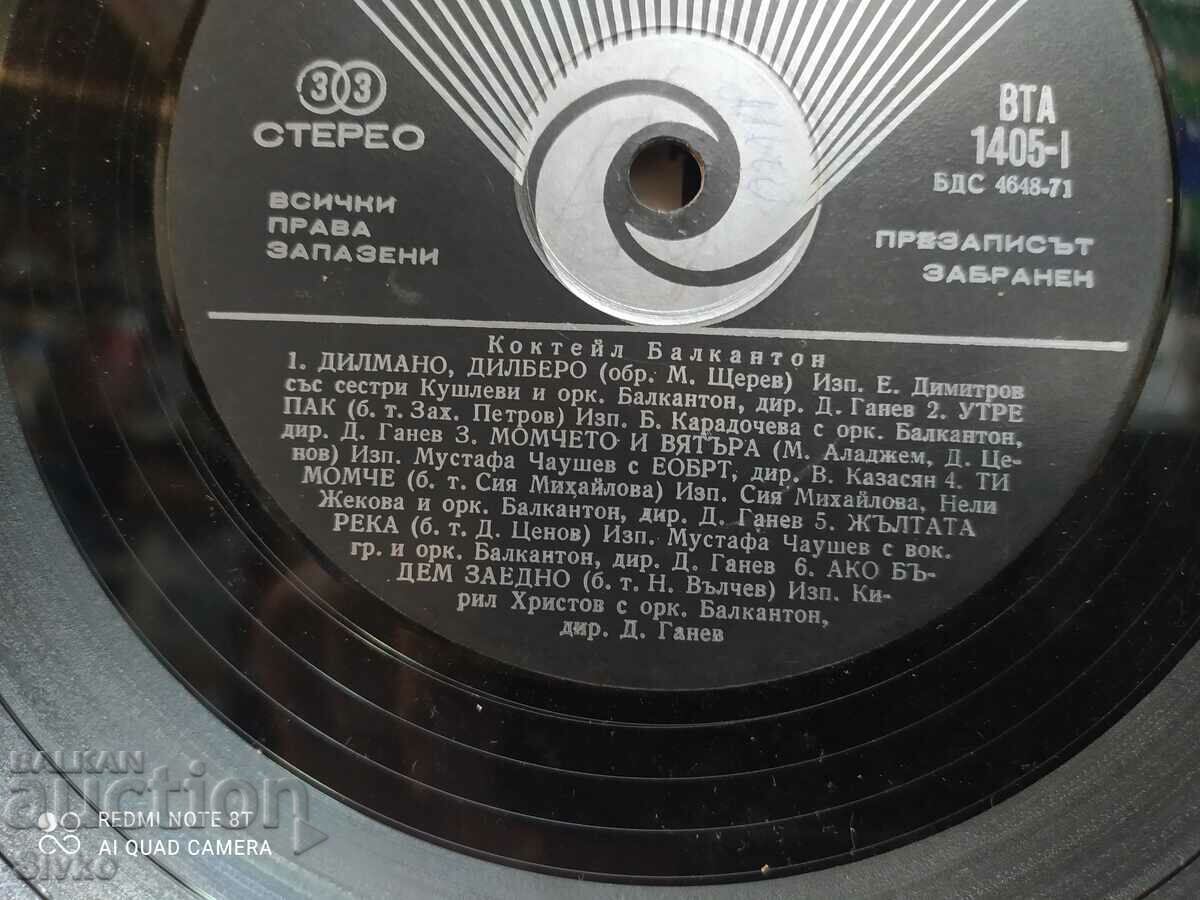 33
СТЕРЕО
ВСИЧКИ
ПРАВА
ЗАПАЗЕНИ
ВТА
1405-I
БДС 4648-71
ПРЕЗАПИСЪТ
ЗАБРАНЕН
Коктейл Балкантон
1. ДИЛМАНО, ДИЛБЕРО (обр. М. Щерев) Изп. Е. Димитров
със сестри Кушлеви и орк. Балкантон, дир. Д. Ганев 2. УТРЕ
ПАК (б. т. Зах. Петров) Изп. Б. Карадочева с орк. Балкантон,
дир. Д. Ганев 3. МОМЧЕТО И ВЯТЪРА (М. Аладжем, Д. Це-
нов) Изп. Мустафа Чаушев с ЕОБРТ, дир. В. Казасян 4. ТИ
МОМЧЕ (б. т. Сия Михайлова) Изп. Сия Михайлова, Нели
Жекова и орк. Балкантон, дир. Д. Ганев 5. ЖЪЛТАТА
РЕКА (б. т. Д. Ценов) Изп. Мустафа Чаушев с вок.
гр. и орк. Балкантон, дир. Д. Ганев 6. АКО БЪ-
ДЕМ ЗАЕДНО (б. т. Н. Вълчев) Изп. Ки-
рил Христов с орк. Балкантон,
дир. Д. Ганев
BALKAN
auction
REDMI NOTE 8T
AI QUAD CAMERA
Sivko